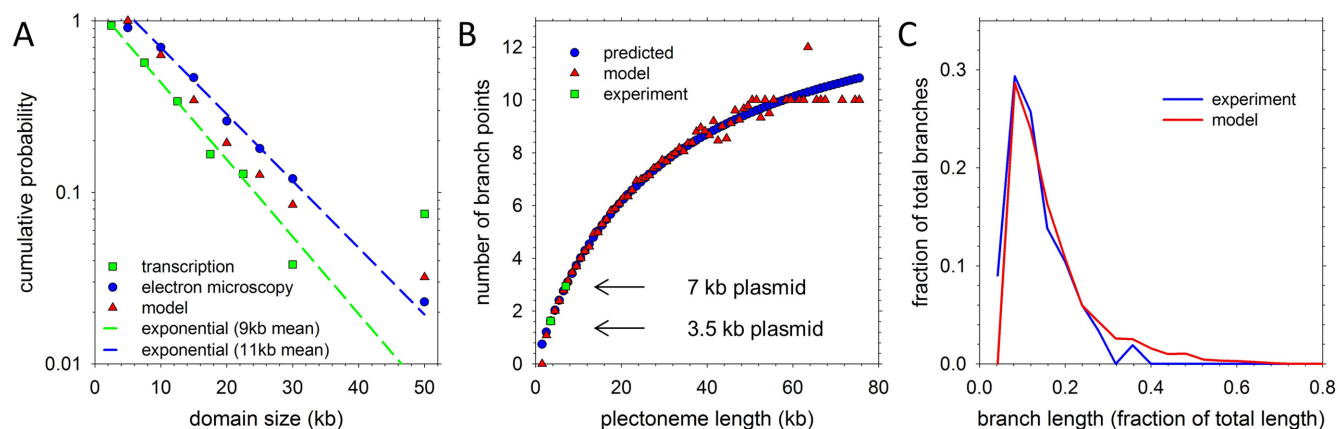 A
cumulative probability
1
0.1
0.01
transcription
electron microscopy
model
exponential (9kb mean)
exponential (11kb mean)
0 10 20 30 40 50
domain size (kb)
B
number of branch points
12
10
8
6
4
2
0
predicted
model
experiment
7 kb plasmid
3.5 kb plasmid
0 20 40 60 80
plectoneme length (kb)
C
fraction of total branches
0.3
0.2
0.1
0.0
experiment
model
0.0 0.2 0.4 0.6 0.8
branch length (fraction of total length)